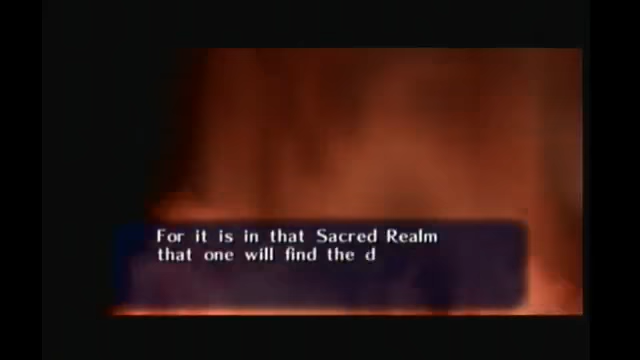 For it is in that Sacred Realm
that one will find the d